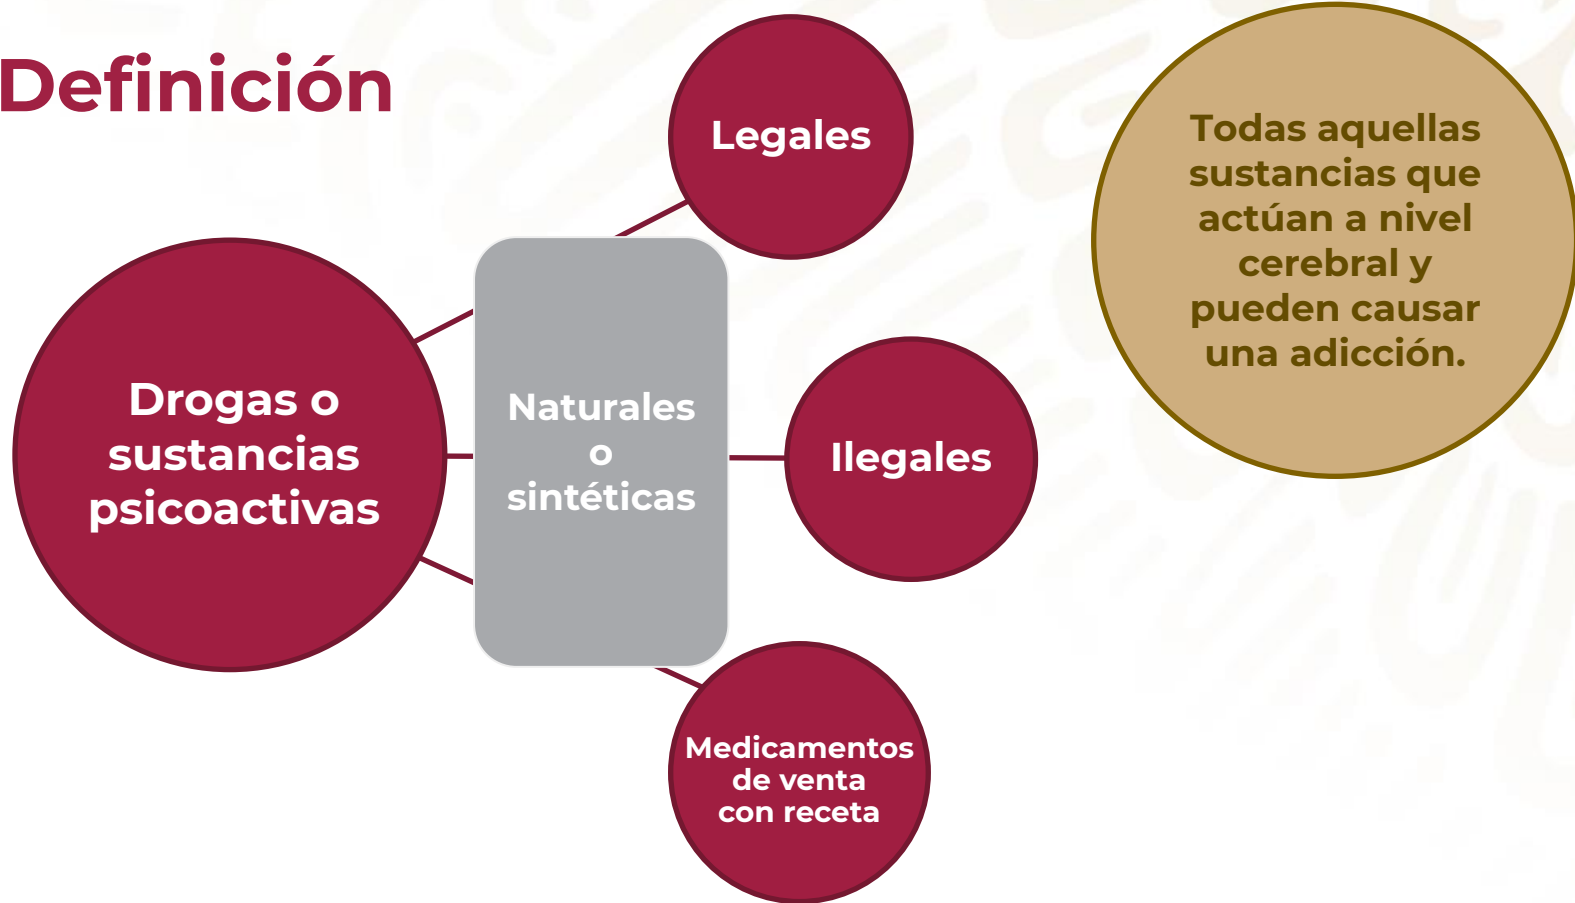 Definición
Drogas o
sustancias
psicoactivas
Naturales
o
sintéticas
Legales
Ilegales
Medicamentos
de venta
con receta
Todas aquellas
sustancias que
actúan a nivel
cerebral y
pueden causar
una adicción.